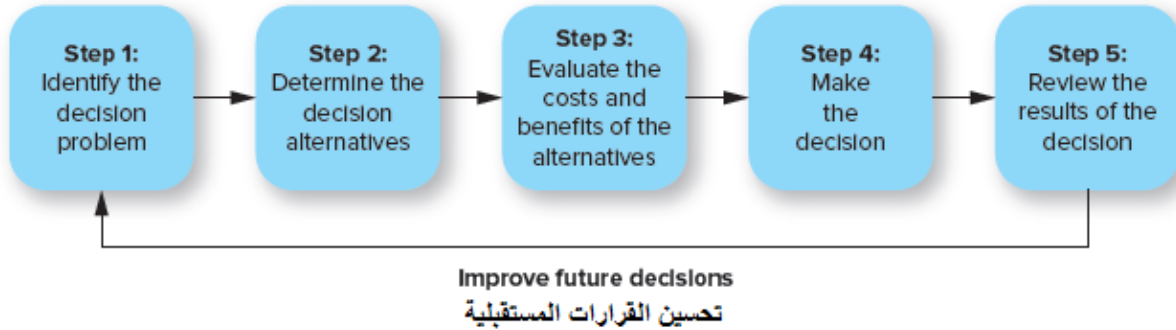 Step 1:
Identify the
decision
problem
Step 2:
Determine the
decision
alternatives
Step 3:
Evaluate the
costs and
benefits of the
alternatives
Step 4:
Make
the
decision
Step 5:
Review the
results of the
decision
Improve future decisions
تحسين القرارات المستقبلية